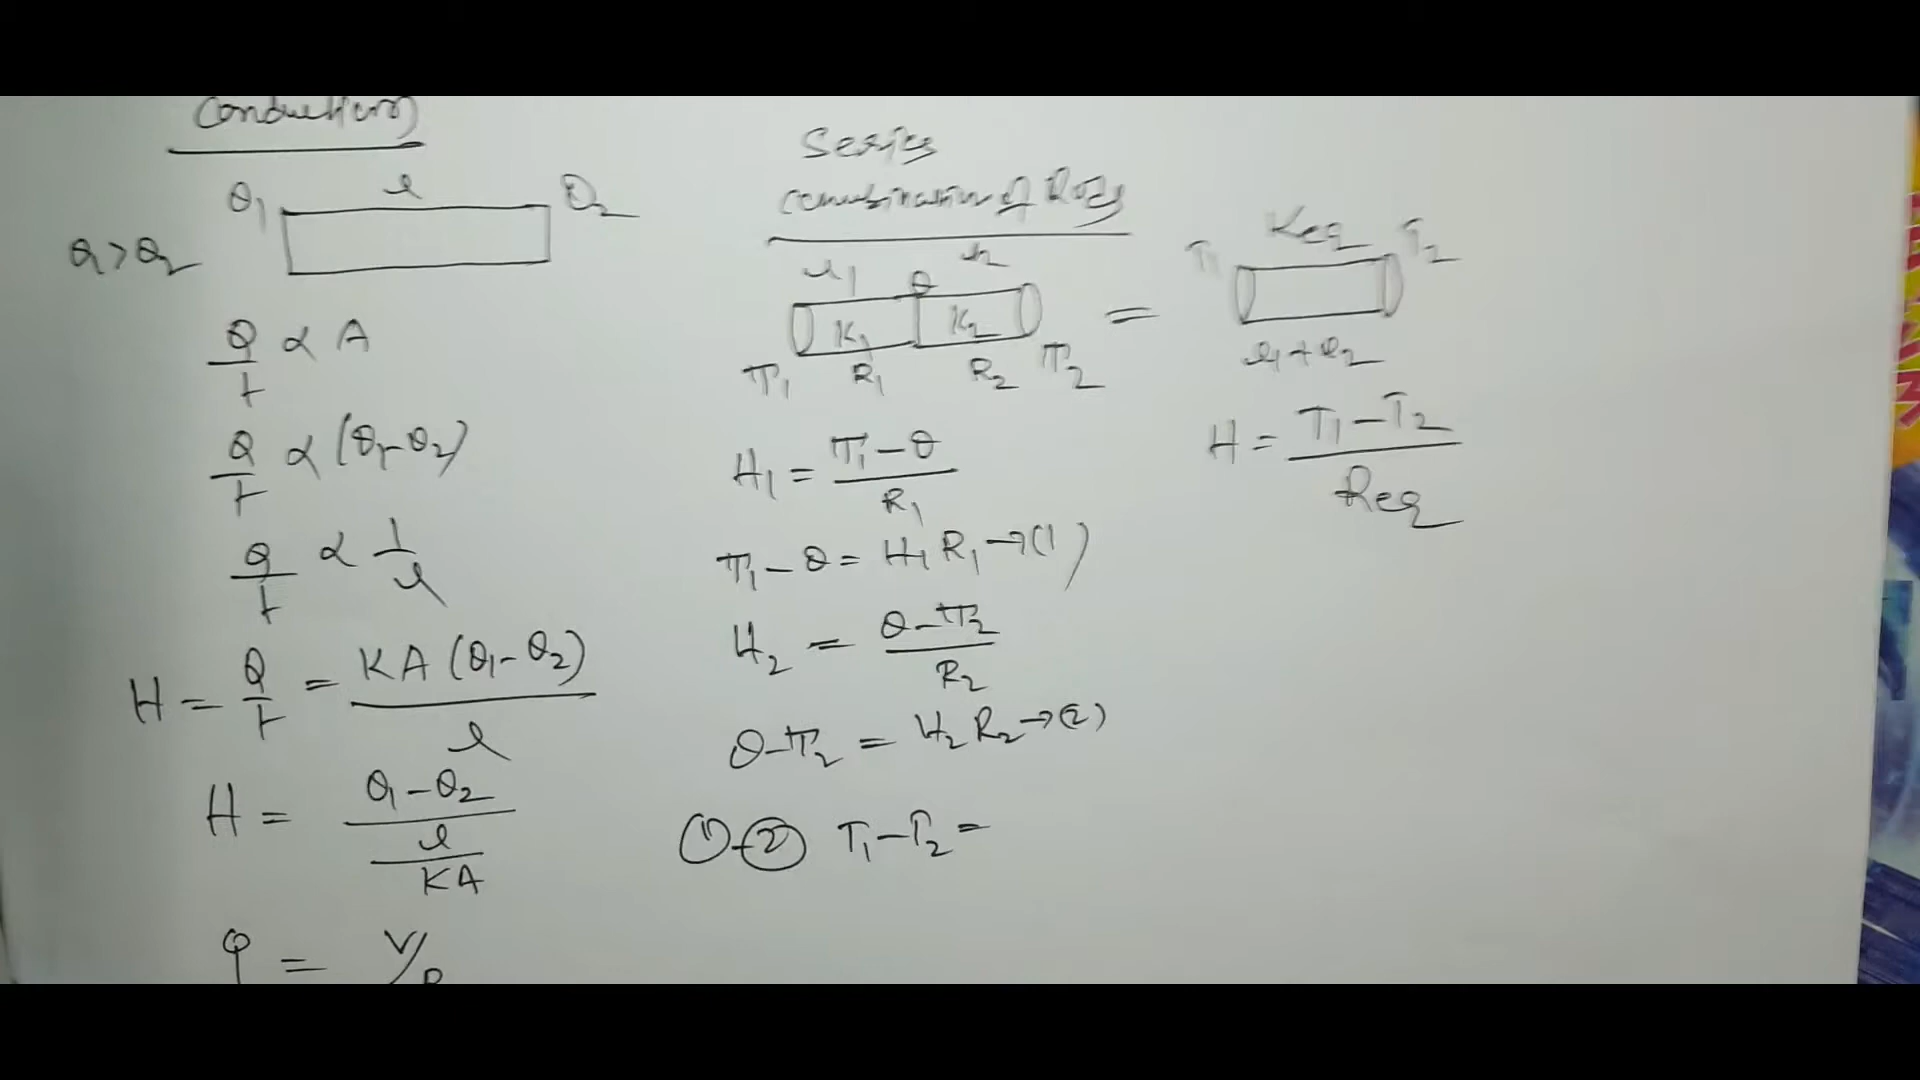 Conduction
θ₁ l θ₂
θ₁>θ₂
Q/t ∝ A
Q/t ∝ (θ₁-θ₂)
Q/t ∝ 1/l
H = Q/t = KA(θ₁-θ₂)/l
H = (θ₁-θ₂)/(l/KA)
= V/R
Series
combination of Rods
l₁ θ l₂
K₁ K₂
T₁ R₁ R₂ T₂
=
H₁ = (T₁-θ)/R₁
T₁-θ = H₁R₁→(1)
H₂ = (θ-T₂)/R₂
θ-T₂ = H₂R₂→(2)
T₁-T₂ =
T₁ Keq T₂
l₁+l₂
H = (T₁-T₂)/Req